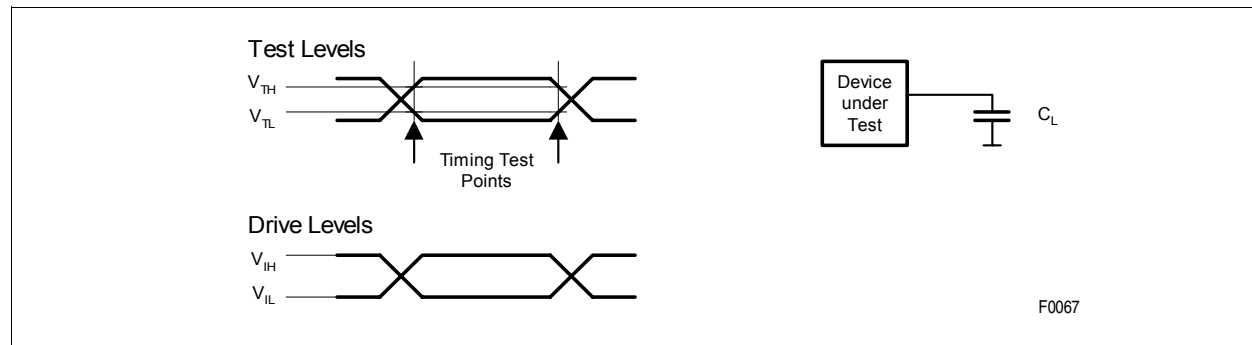 Test Levels
V_TH
V_TL
Timing Test
Points
Device
under
Test
C_L
Drive Levels
V_IH
V_IL
F0067